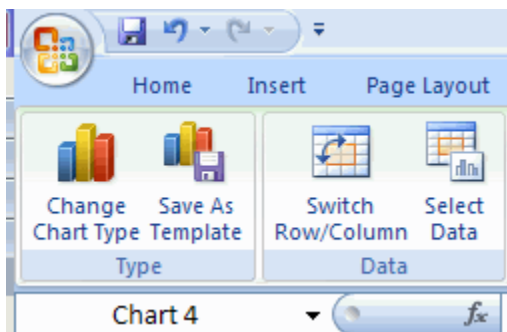 Home Insert Page Layout
Change Save As Switch Select
Chart Type Template Row/Column Data
Type Data
Chart 4 fx